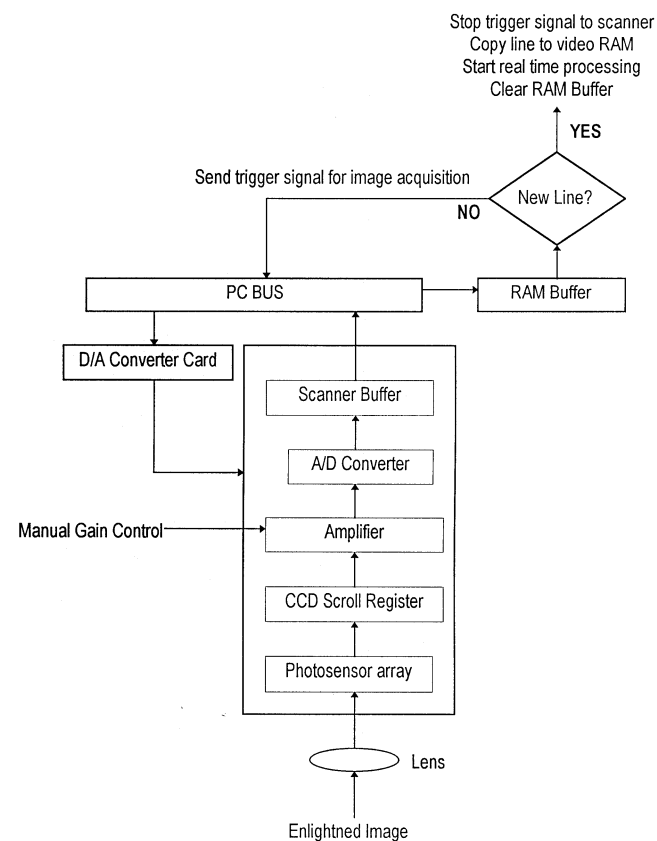 Stop trigger signal to scanner
Copy line to video RAM
Start real time processing
Clear RAM Buffer
YES
Send trigger signal for image acquisition
New Line?
NO
PC BUS
RAM Buffer
D/A Converter Card
Scanner Buffer
A/D Converter
Manual Gain Control
Amplifier
CCD Scroll Register
Photosensor array
Lens
Enlightned Image